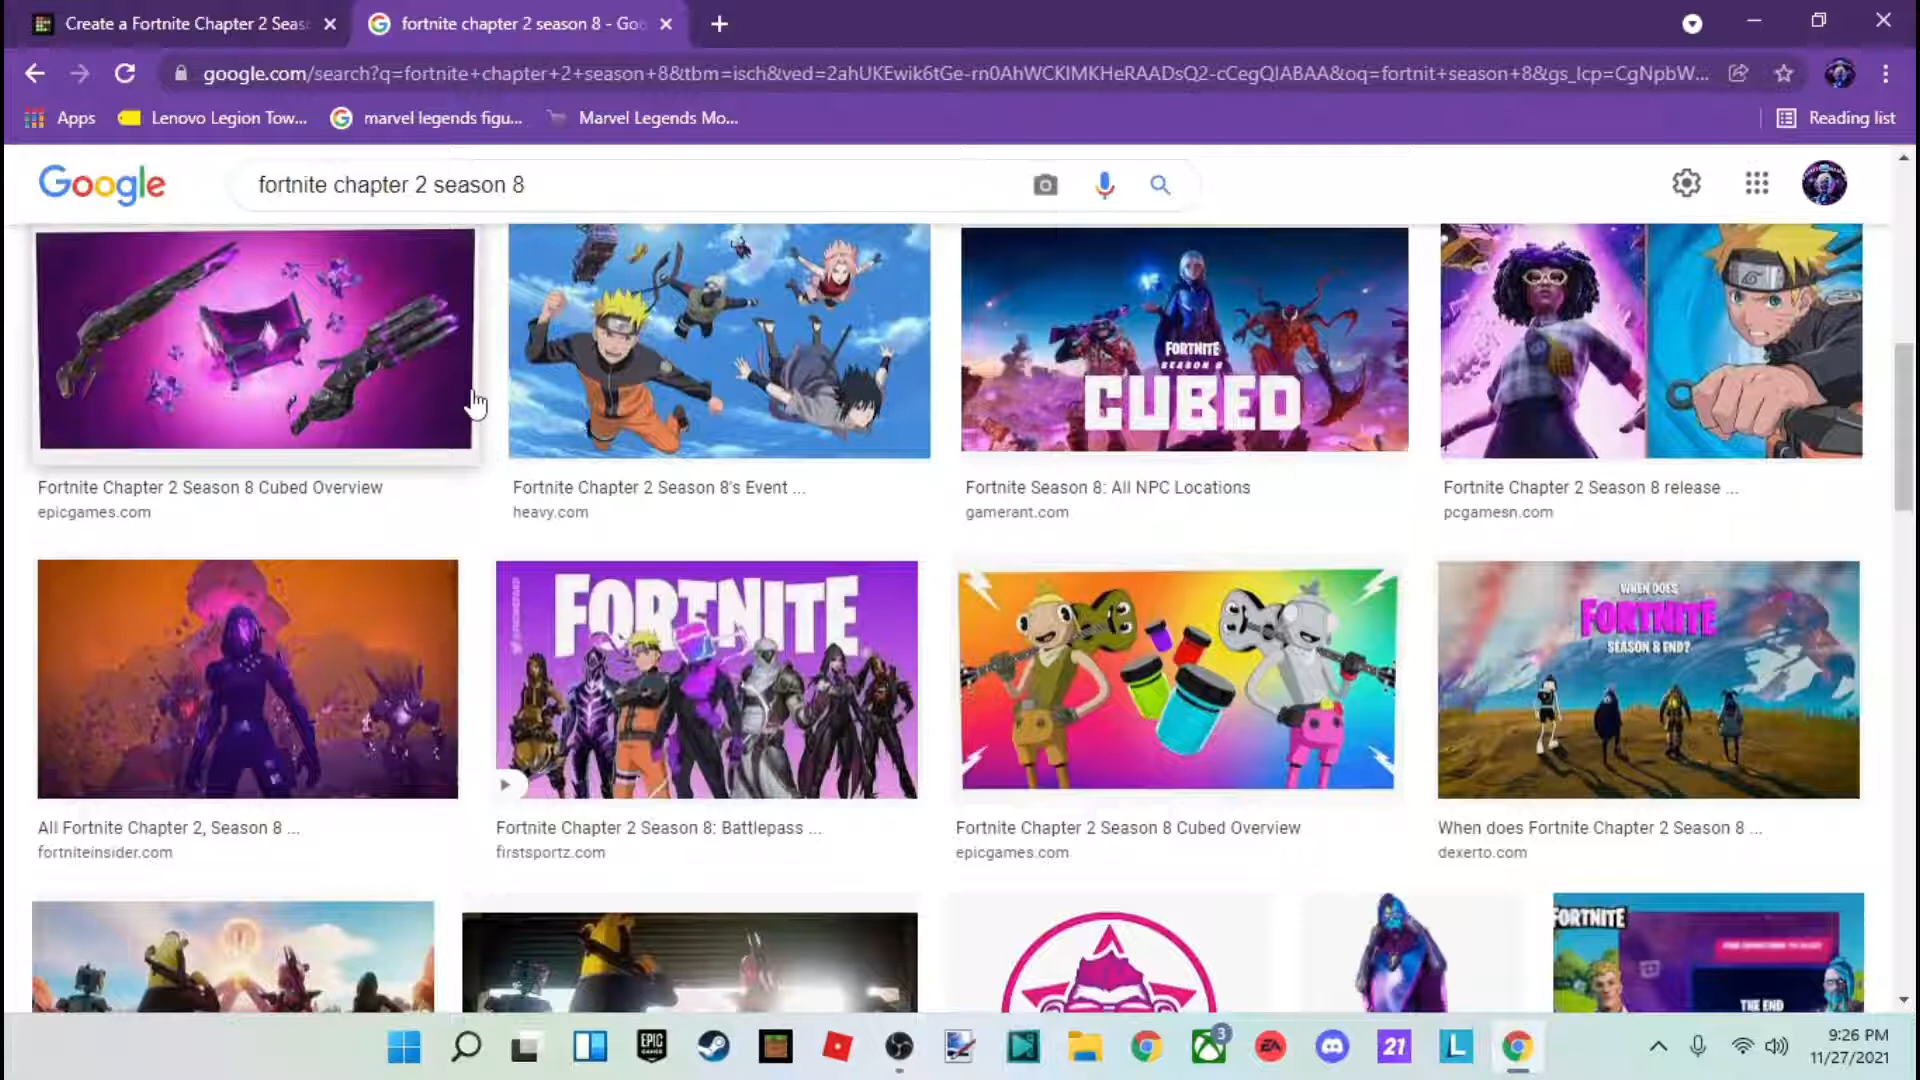 Create a Fortnite Chapter 2 Seas
fortnite chapter 2 season 8 - Goo
google.com/search?q=fortnite+chapter+2+season+8&tbm=isch&ved=2ahUKEwik6tGe-rn0AhWCKIMKHeRAADsQ2-cCegQIABAA&oq=fortnit+season+8&gs_lcp=CgNpbW...
Apps
Lenovo Legion Tow...
marvel legends figu...
Marvel Legends Mo...
Reading list
Google
fortnite chapter 2 season 8
FORTNITE
SEASON 8
CUBED
Fortnite Chapter 2 Season 8 Cubed Overview
epicgames.com
Fortnite Chapter 2 Season 8's Event ...
heavy.com
Fortnite Season 8: All NPC Locations
gamerant.com
Fortnite Chapter 2 Season 8 release ...
pcgamesn.com
FORTNITE
WHEN DOES
FORTNITE
SEASON 8 END?
All Fortnite Chapter 2, Season 8 ...
fortniteinsider.com
Fortnite Chapter 2 Season 8: Battlepass ...
firstsportz.com
Fortnite Chapter 2 Season 8 Cubed Overview
epicgames.com
When does Fortnite Chapter 2 Season 8 ...
dexerto.com
FORTNITE
THE END
EPIC
GAMES
3
EA
21
L
9:26 PM
11/27/2021